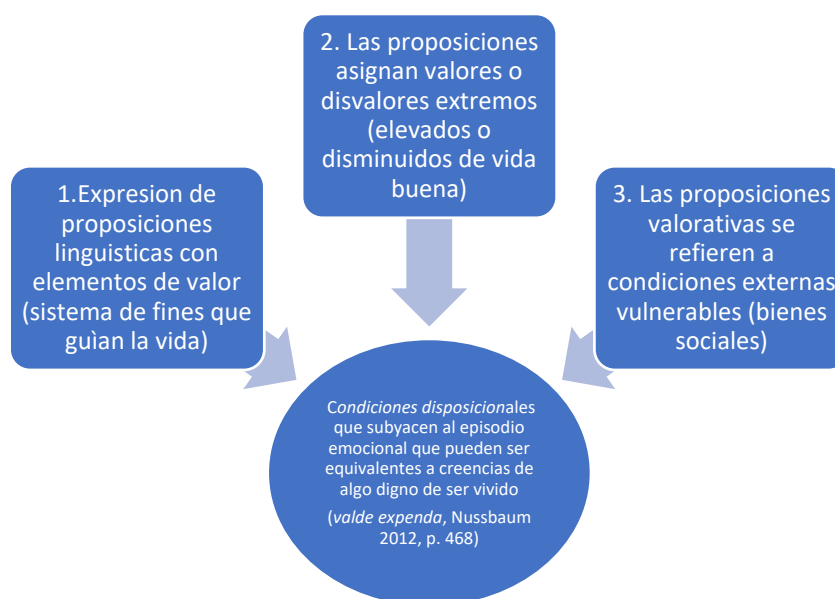 1.Expresion de
proposiciones
linguisticas con
elementos de valor
(sistema de fines que
guìan la vida)
2. Las proposiciones
asignan valores o
disvalores extremos
(elevados o
disminuidos de vida
buena)
3. Las proposiciones
valorativas se
refieren a
condiciones externas
vulnerables (bienes
sociales)
Condiciones disposicionales
que subyacen al episodio
emocional que pueden ser
equivalentes a creencias de
algo digno de ser vivido
(valde expenda, Nussbaum
2012, p. 468)